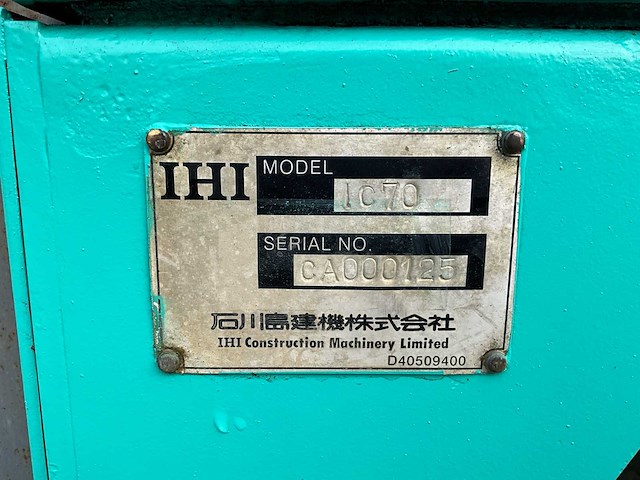 IHI MODEL
IC70
SERIAL NO.
CA000125
石川島建機株式会社
IHI Construction Machinery Limited
D40509400